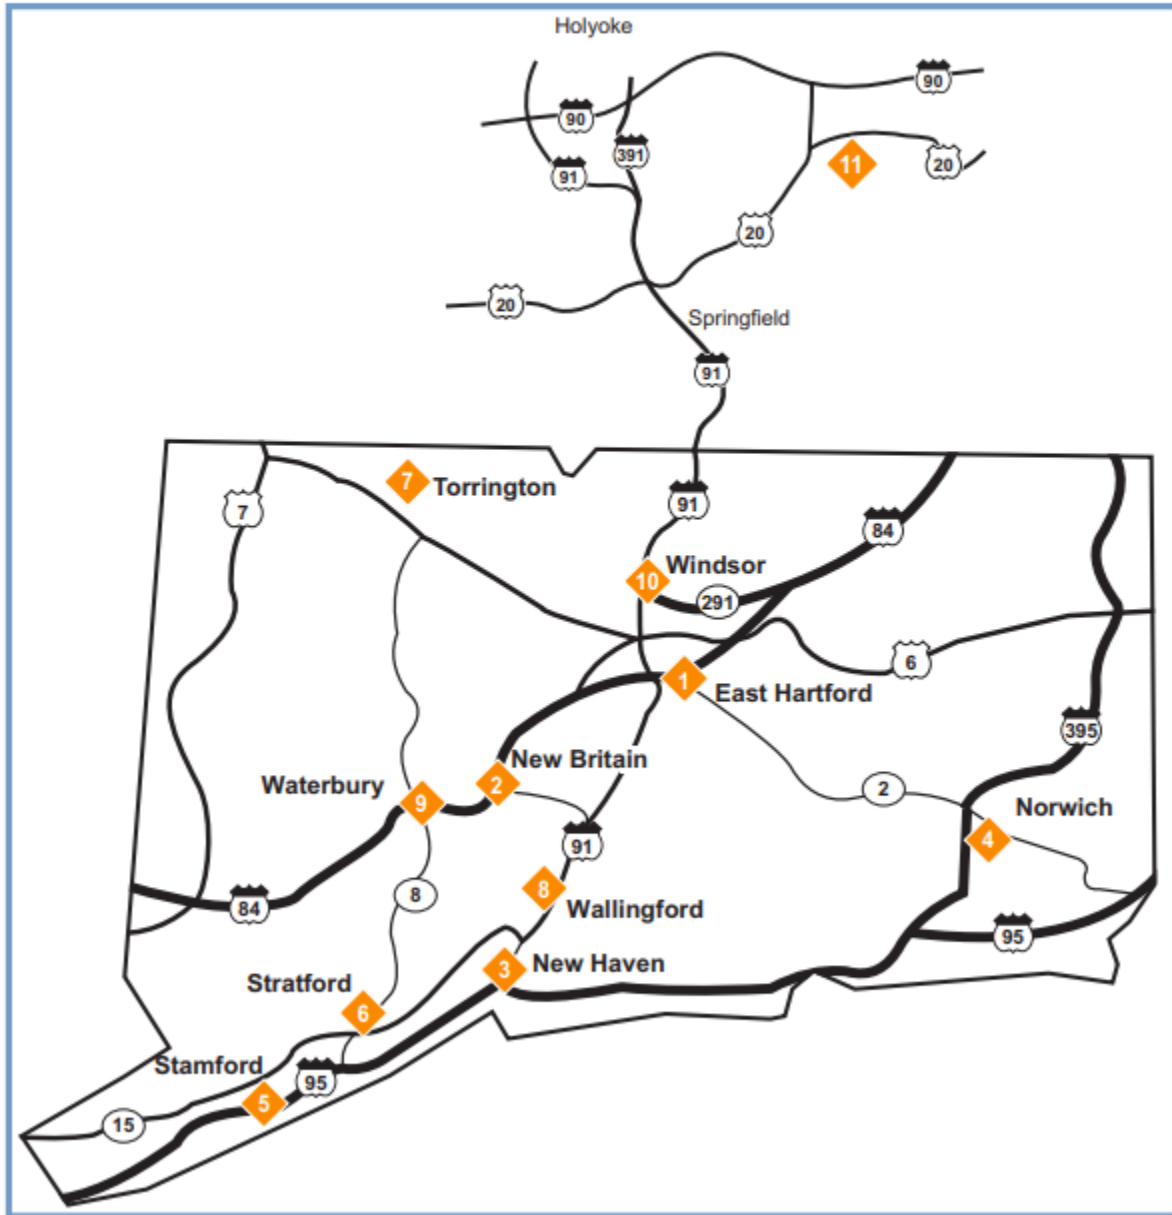 Holyoke
90
90
391
11
20
91
20
20
Springfield
91
7
Torrington
7
91
84
Windsor
10
291
6
1
East Hartford
395
New Britain
2
Waterbury
9
2
Norwich
4
91
8
8
Wallingford
84
95
3
New Haven
Stratford
6
Stamford
95
5
15